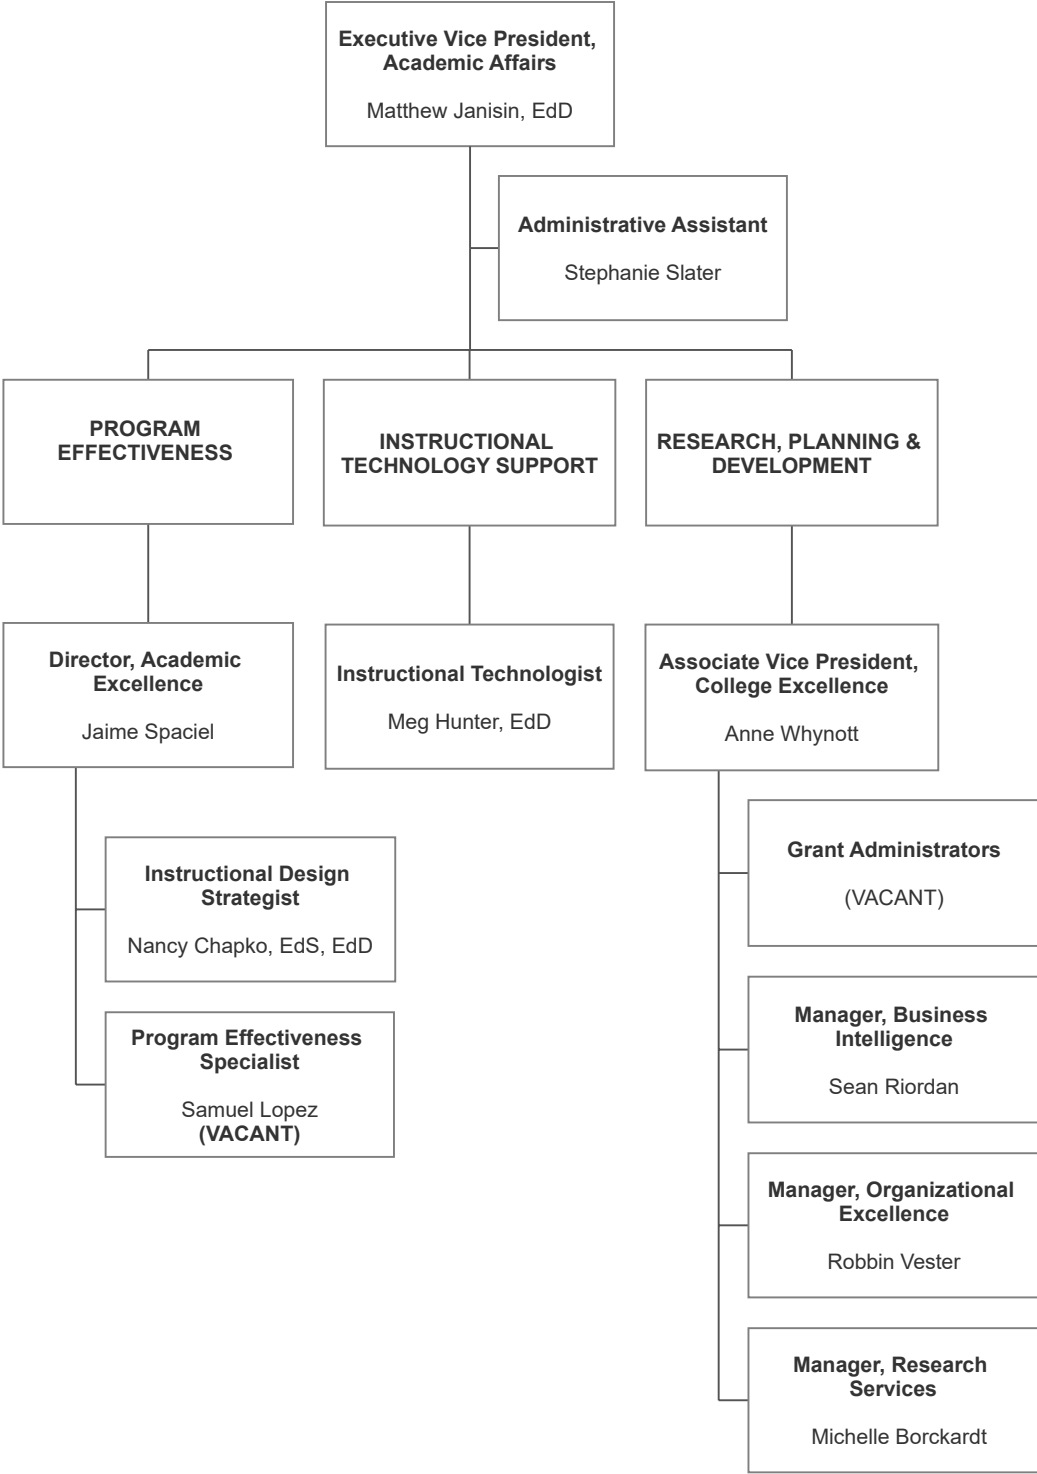 Executive Vice President,
Academic Affairs
Matthew Janisin, EdD
Administrative Assistant
Stephanie Slater
PROGRAM
EFFECTIVENESS
INSTRUCTIONAL
TECHNOLOGY SUPPORT
RESEARCH, PLANNING &
DEVELOPMENT
Director, Academic
Excellence
Jaime Spaciel
Instructional Technologist
Meg Hunter, EdD
Associate Vice President,
College Excellence
Anne Whynott
Instructional Design
Strategist
Nancy Chapko, EdS, EdD
Program Effectiveness
Specialist
Samuel Lopez
(VACANT)
Grant Administrators
(VACANT)
Manager, Business
Intelligence
Sean Riordan
Manager, Organizational
Excellence
Robbin Vester
Manager, Research
Services
Michelle Borckardt